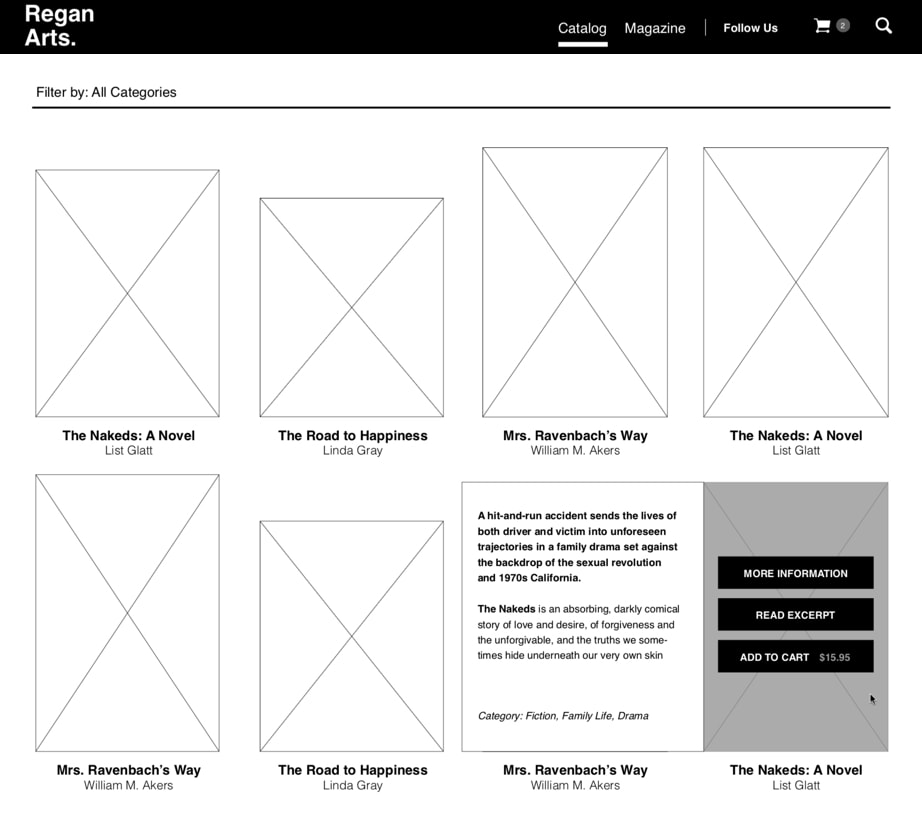 Regan
Arts.
Catalog Magazine Follow Us 2
Filter by: All Categories
The Nakeds: A Novel
List Glatt
The Road to Happiness
Linda Gray
Mrs. Ravenbach's Way
William M. Akers
The Nakeds: A Novel
List Glatt
A hit-and-run accident sends the lives of
both driver and victim into unforeseen
trajectories in a family drama set against
the backdrop of the sexual revolution
and 1970s California.
The Nakeds is an absorbing, darkly comical
story of love and desire, of forgiveness and
the unforgivable, and the truths we some-
times hide underneath our very own skin
Category: Fiction, Family Life, Drama
MORE INFORMATION
READ EXCERPT
ADD TO CART $15.95
Mrs. Ravenbach's Way
William M. Akers
The Road to Happiness
Linda Gray
Mrs. Ravenbach's Way
William M. Akers
The Nakeds: A Novel
List Glatt